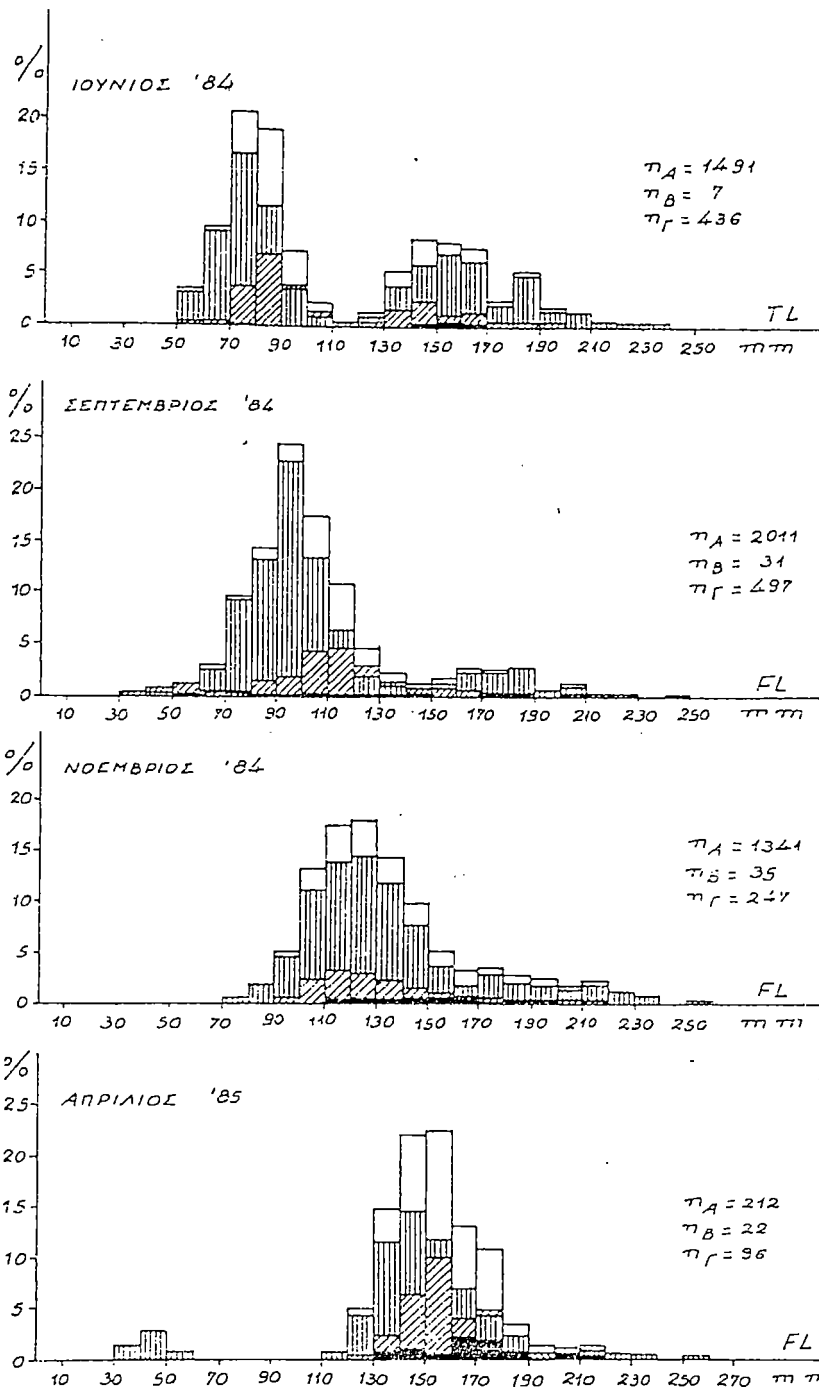 %
ΙΟΥΝΙΟΣ '84
20
15
10
5
0
n_A = 1491
n_B = 7
n_Γ = 436
TL
10 30 50 70 90 110 130 150 170 190 210 230 250 mm
%
ΣΕΠΤΕΜΒΡΙΟΣ '84
25
20
15
10
5
0
n_A = 2011
n_B = 31
n_Γ = 497
FL
10 30 50 70 90 110 130 150 170 190 210 230 250 mm
%
ΝΟΕΜΒΡΙΟΣ '84
20
15
10
5
0
n_A = 1341
n_B = 35
n_Γ = 247
FL
10 30 50 70 90 110 130 150 170 190 210 230 250 mm
%
ΑΠΡΙΛΙΟΣ '85
25
20
15
10
5
0
n_A = 212
n_B = 22
n_Γ = 96
FL
10 30 50 70 90 110 130 150 170 190 210 230 250 270 mm